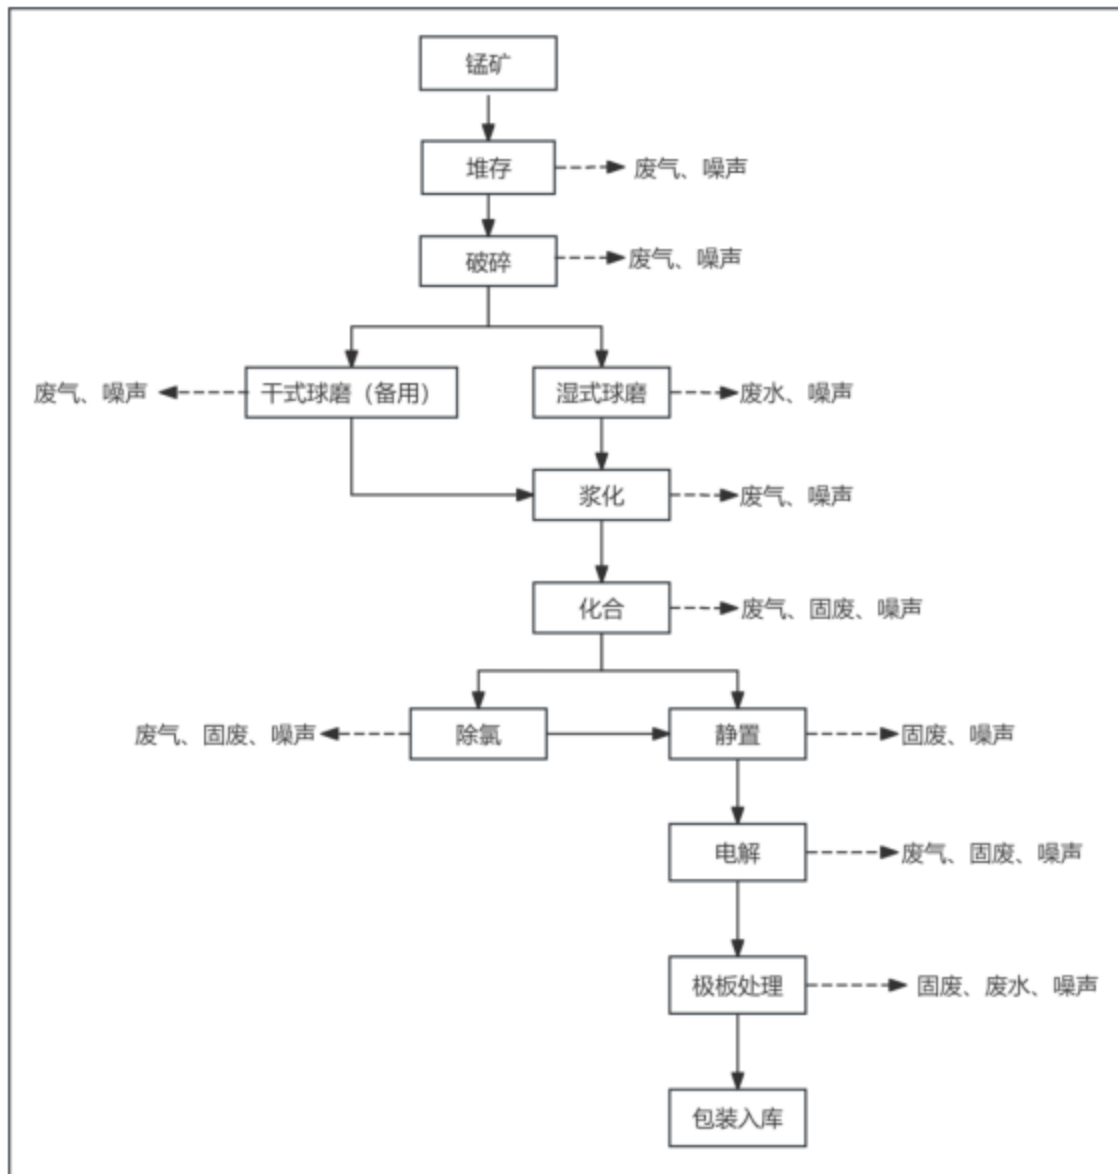 锰矿
堆存
废气、噪声
破碎
废气、噪声
废气、噪声
干式球磨（备用）
湿式球磨
废水、噪声
浆化
废气、噪声
化合
废气、固废、噪声
废气、固废、噪声
除氯
静置
固废、噪声
电解
废气、固废、噪声
极板处理
固废、废水、噪声
包装入库